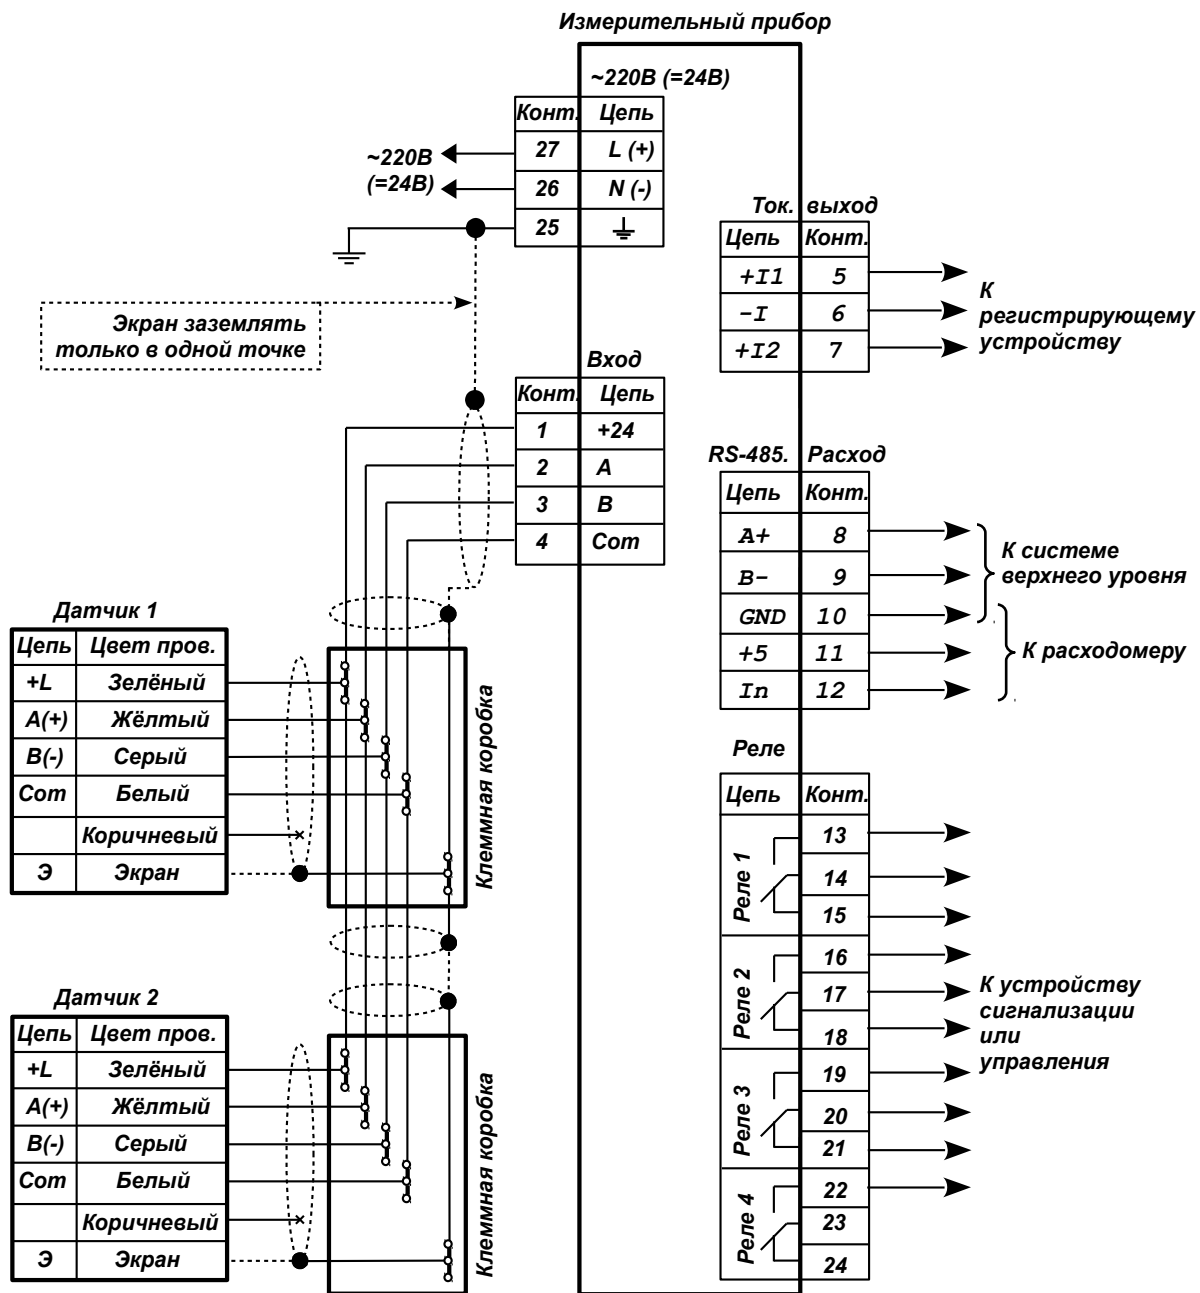 Измерительный прибор
~220В (=24В)
Конт. Цепь
27 L (+)
26 N (-)
25
~220В
(=24В)
Экран заземлять
только в одной точке
Вход
Конт. Цепь
1 +24
2 A
3 B
4 Com
Ток. выход
Цепь Конт.
+I1 5
-I 6
+I2 7
К
регистрирующему
устройству
RS-485. Расход
Цепь Конт.
A+ 8
B- 9
GND 10
+5 11
In 12
К системе
верхнего уровня
К расходомеру
Датчик 1
Цепь Цвет пров.
+L Зелёный
A(+) Жёлтый
B(-) Серый
Com Белый
Коричневый
Э Экран
Клеммная коробка
Датчик 2
Цепь Цвет пров.
+L Зелёный
A(+) Жёлтый
B(-) Серый
Com Белый
Коричневый
Э Экран
Клеммная коробка
Реле
Цепь Конт.
Реле 1
13
14
15
Реле 2
16
17
18
Реле 3
19
20
21
Реле 4
22
23
24
К устройству
сигнализации
или
управления